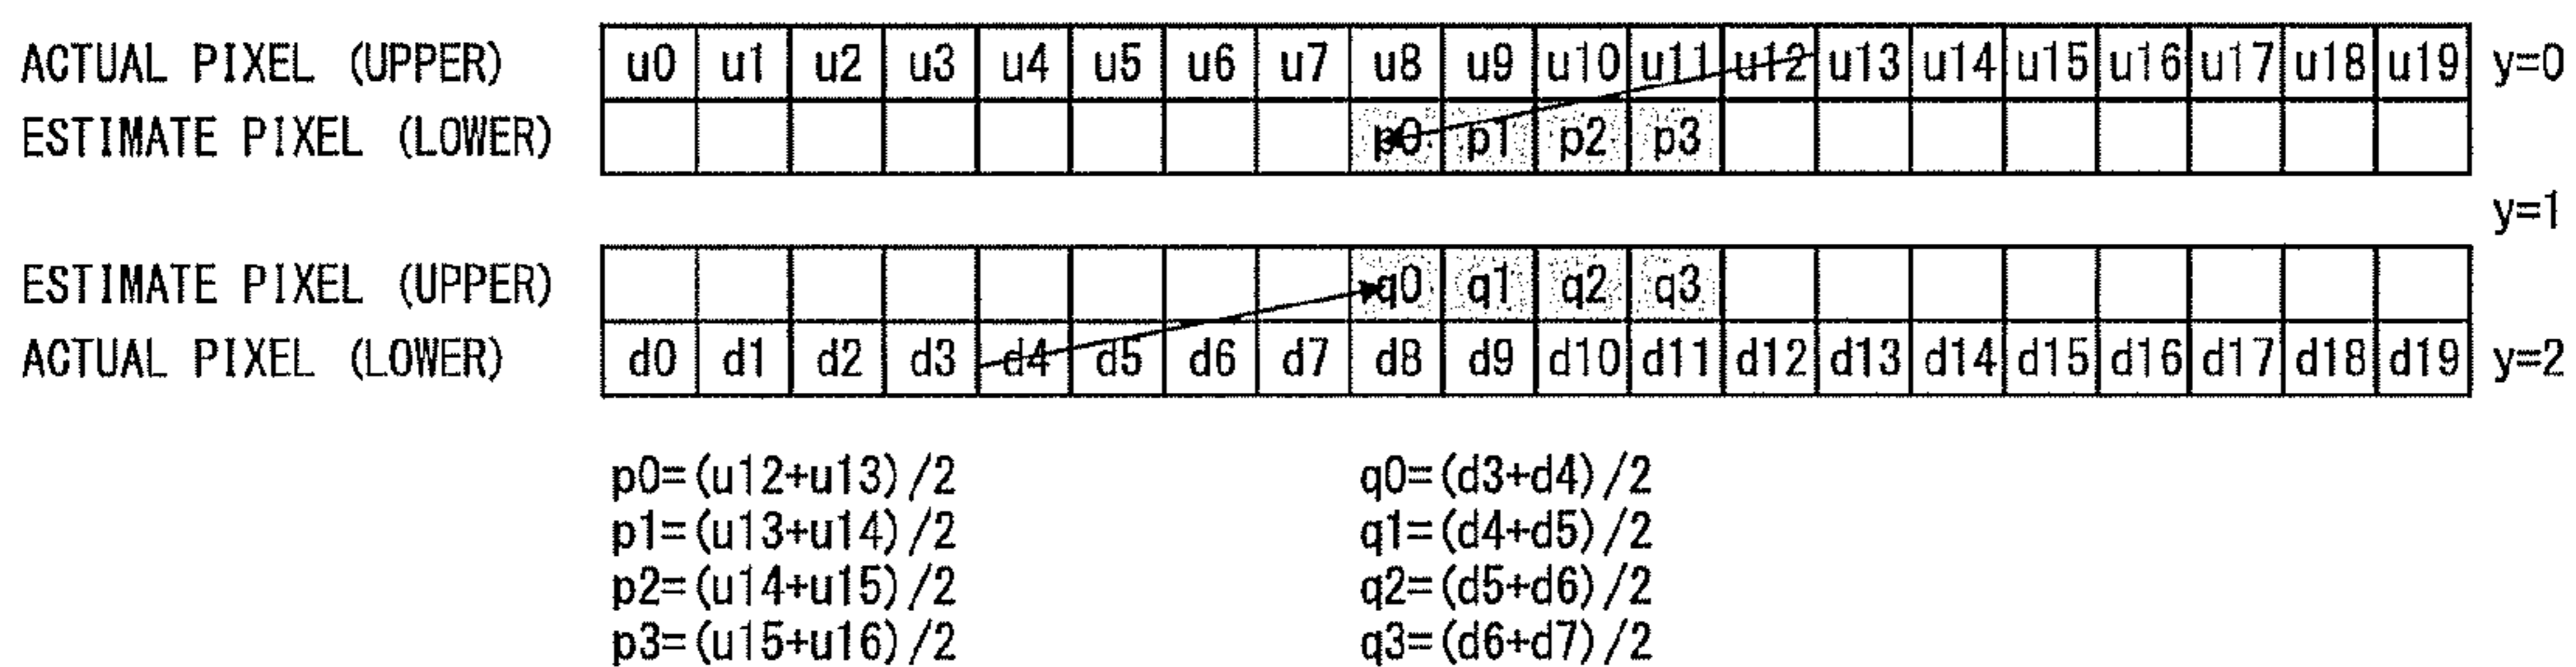 ACTUAL PIXEL (UPPER) u0 u1 u2 u3 u4 u5 u6 u7 u8 u9 u10 u11 u12 u13 u14 u15 u16 u17 u18 u19 y=0
ESTIMATE PIXEL (LOWER) p0 p1 p2 p3
y=1
ESTIMATE PIXEL (UPPER) q0 q1 q2 q3
ACTUAL PIXEL (LOWER) d0 d1 d2 d3 d4 d5 d6 d7 d8 d9 d10 d11 d12 d13 d14 d15 d16 d17 d18 d19 y=2
p0=(u12+u13)/2 q0=(d3+d4)/2
p1=(u13+u14)/2 q1=(d4+d5)/2
p2=(u14+u15)/2 q2=(d5+d6)/2
p3=(u15+u16)/2 q3=(d6+d7)/2